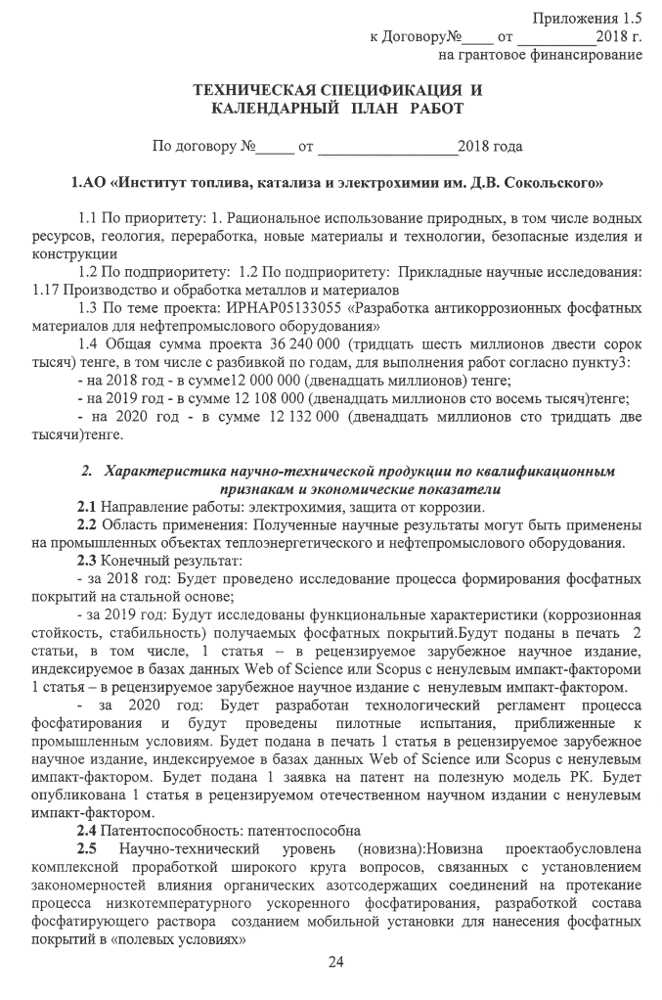 Приложения 1.5
к Договору№____ от __________2018 г.
на грантовое финансирование
ТЕХНИЧЕСКАЯ СПЕЦИФИКАЦИЯ И
КАЛЕНДАРНЫЙ ПЛАН РАБОТ
По договору №_____ от __________________2018 года
1.АО «Институт топлива, катализа и электрохимии им. Д.В. Сокольского»
1.1 По приоритету: 1. Рациональное использование природных, в том числе водных
ресурсов, геология, переработка, новые материалы и технологии, безопасные изделия и
конструкции
1.2 По подприоритету: 1.2 По подприоритету: Прикладные научные исследования:
1.17 Производство и обработка металлов и материалов
1.3 По теме проекта: ИРНАР05133055 «Разработка антикоррозионных фосфатных
материалов для нефтепромыслового оборудования»
1.4 Общая сумма проекта 36 240 000 (тридцать шесть миллионов двести сорок
тысяч) тенге, в том числе с разбивкой по годам, для выполнения работ согласно пункту3:
- на 2018 год - в сумме12 000 000 (двенадцать миллионов) тенге;
- на 2019 год - в сумме 12 108 000 (двенадцать миллионов сто восемь тысяч)тенге;
- на 2020 год - в сумме 12 132 000 (двенадцать миллионов сто тридцать две
тысячи)тенге.
2. Характеристика научно-технической продукции по квалификационным
признакам и экономические показатели
2.1 Направление работы: электрохимия, защита от коррозии.
2.2 Область применения: Полученные научные результаты могут быть применены
на промышленных объектах теплоэнергетического и нефтепромыслового оборудования.
2.3 Конечный результат:
- за 2018 год: Будет проведено исследование процесса формирования фосфатных
покрытий на стальной основе;
- за 2019 год: Будут исследованы функциональные характеристики (коррозионная
стойкость, стабильность) получаемых фосфатных покрытий.Будут поданы в печать 2
статьи, в том числе, 1 статья – в рецензируемое зарубежное научное издание,
индексируемое в базах данных Web of Science или Scopus с ненулевым импакт-фактороми
1 статья – в рецензируемое зарубежное научное издание с ненулевым импакт-фактором.
- за 2020 год: Будет разработан технологический регламент процесса
фосфатирования и будут проведены пилотные испытания, приближенные к
промышленным условиям. Будет подана в печать 1 статья в рецензируемое зарубежное
научное издание, индексируемое в базах данных Web of Science или Scopus с ненулевым
импакт-фактором. Будет подана 1 заявка на патент на полезную модель РК. Будет
опубликована 1 статья в рецензируемом отечественном научном издании с ненулевым
импакт-фактором.
2.4 Патентоспособность: патентоспособна
2.5 Научно-технический уровень (новизна):Новизна проектаобусловлена
комплексной проработкой широкого круга вопросов, связанных с установлением
закономерностей влияния органических азотсодержащих соединений на протекание
процесса низкотемпературного ускоренного фосфатирования, разработкой состава
фосфатирующего раствора созданием мобильной установки для нанесения фосфатных
покрытий в «полевых условиях»
24